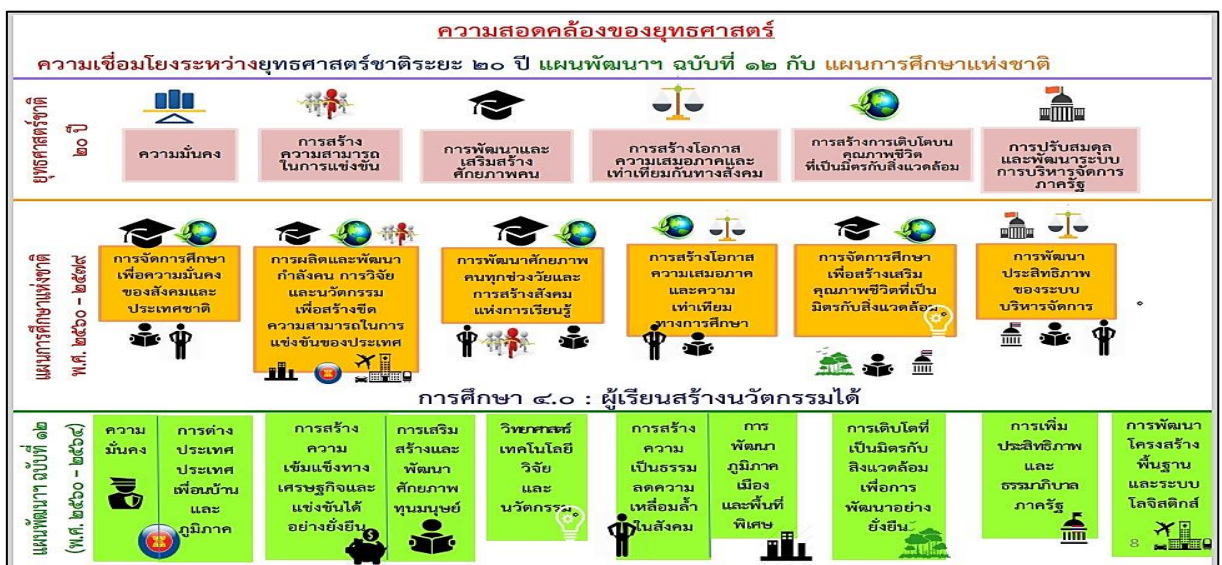 ความสอดคล้องของยุทธศาสตร์
ความเชื่อมโยงระหว่างยุทธศาสตร์ชาติระยะ ๒๐ ปี แผนพัฒนาฯ ฉบับที่ ๑๒ กับ แผนการศึกษาแห่งชาติ
ยุทธศาสตร์ชาติ
๒๐ ปี
ความมั่นคง
การสร้าง
ความสามารถ
ในการแข่งขัน
การพัฒนาและ
เสริมสร้าง
ศักยภาพคน
การสร้างโอกาส
ความเสมอภาคและ
เท่าเทียมกันทางสังคม
การสร้างการเติบโตบน
คุณภาพชีวิต
ที่เป็นมิตรกับสิ่งแวดล้อม
การปรับสมดุล
และพัฒนาระบบ
การบริหารจัดการ
ภาครัฐ
แผนการศึกษาแห่งชาติ
พ.ศ. ๒๕๖๐ - ๒๕๗๙
การจัดการศึกษา
เพื่อความมั่นคง
ของสังคมและ
ประเทศชาติ
การผลิตและพัฒนา
กำลังคน การวิจัย
และนวัตกรรม
เพื่อสร้างขีด
ความสามารถในการ
แข่งขันของประเทศ
การพัฒนาศักยภาพ
คนทุกช่วงวัยและ
การสร้างสังคม
แห่งการเรียนรู้
การสร้างโอกาส
ความเสมอภาค
และความ
เท่าเทียม
ทางการศึกษา
การจัดการศึกษา
เพื่อสร้างเสริม
คุณภาพชีวิตที่เป็น
มิตรกับสิ่งแวดล้อม
การพัฒนา
ประสิทธิภาพ
ของระบบ
บริหารจัดการ
การศึกษา ๔.๐ : ผู้เรียนสร้างนวัตกรรมได้
แผนพัฒนาฯ ฉบับที่ ๑๒
(พ.ศ. ๒๕๖๐ - ๒๕๖๔)
ความ
มั่นคง
การต่าง
ประเทศ
ประเทศ
เพื่อนบ้าน
และ
ภูมิภาค
การสร้าง
ความ
เข้มแข็งทาง
เศรษฐกิจและ
แข่งขันได้
อย่างยั่งยืน
การเสริม
สร้างและ
พัฒนา
ศักยภาพ
ทุนมนุษย์
วิทยาศาสตร์
เทคโนโลยี
วิจัย
และ
นวัตกรรม
การสร้าง
ความ
เป็นธรรม
ลดความ
เหลื่อมล้ำ
ในสังคม
การ
พัฒนา
ภูมิภาค
เมือง
และพื้นที่
พิเศษ
การเติบโตที่
เป็นมิตรกับ
สิ่งแวดล้อม
เพื่อการ
พัฒนาอย่าง
ยั่งยืน
การเพิ่ม
ประสิทธิภาพ
และ
ธรรมาภิบาล
ภาครัฐ
การพัฒนา
โครงสร้าง
พื้นฐาน
และระบบ
โลจิสติกส์
8